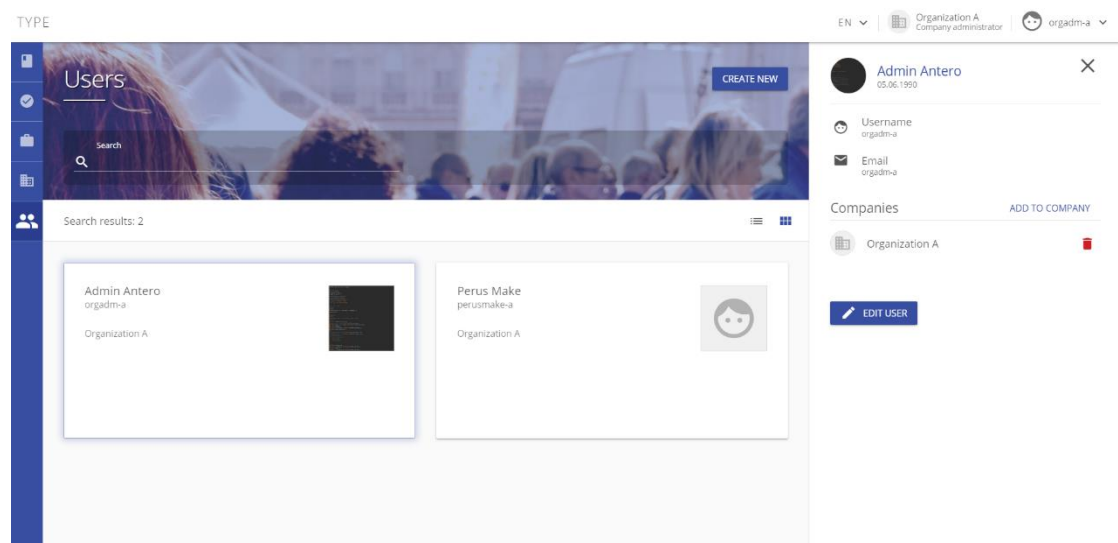 TYPE
EN
Organization A
Company administrator
orgadm-a
Users
CREATE NEW
Search
Search results: 2
Admin Antero
orgadm-a
Organization A
Perus Make
perusmake-a
Organization A
Admin Antero
05.06.1990
Username
orgadm-a
Email
orgadm-a
Companies
ADD TO COMPANY
Organization A
EDIT USER